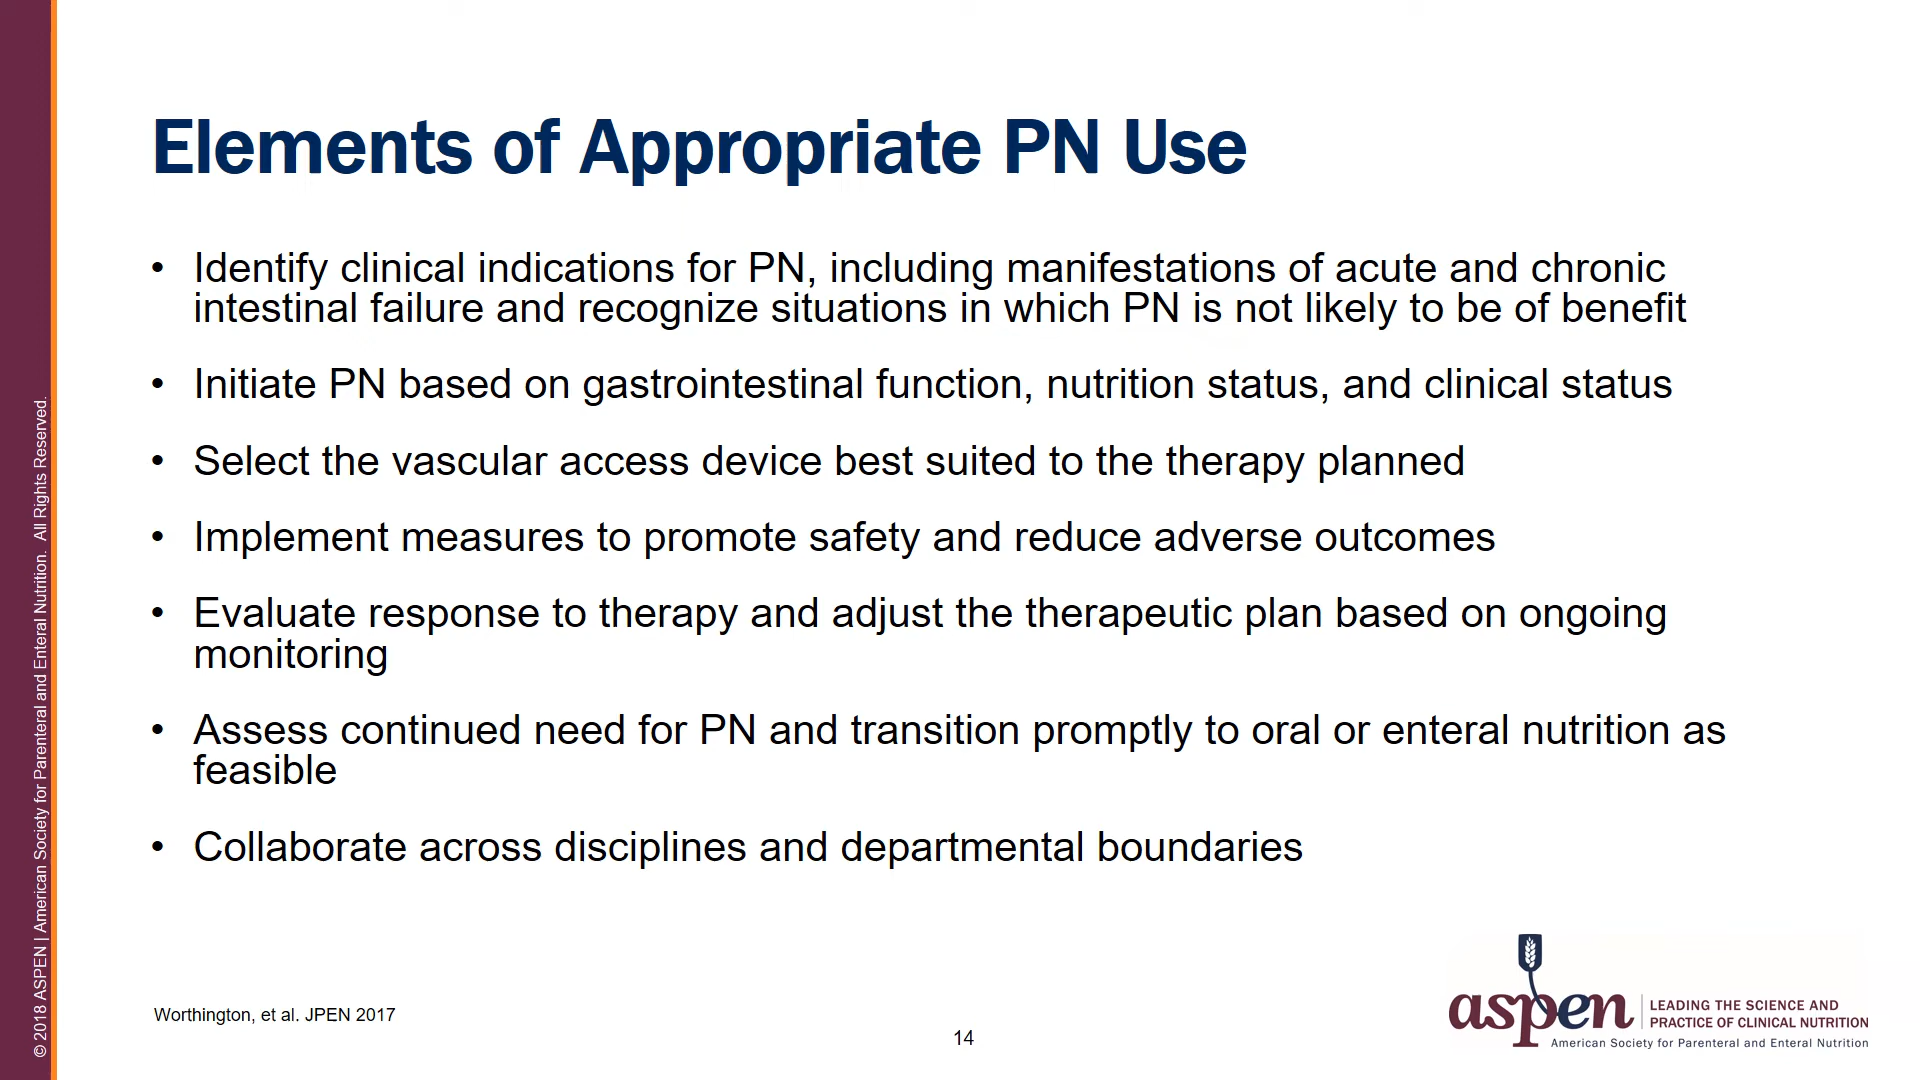 Elements of Appropriate PN Use
• Identify clinical indications for PN, including manifestations of acute and chronic
intestinal failure and recognize situations in which PN is not likely to be of benefit
• Initiate PN based on gastrointestinal function, nutrition status, and clinical status
• Select the vascular access device best suited to the therapy planned
• Implement measures to promote safety and reduce adverse outcomes
• Evaluate response to therapy and adjust the therapeutic plan based on ongoing
monitoring
• Assess continued need for PN and transition promptly to oral or enteral nutrition as
feasible
• Collaborate across disciplines and departmental boundaries
Worthington, et al. JPEN 2017
14
aspen
LEADING THE SCIENCE AND
PRACTICE OF CLINICAL NUTRITION
American Society for Parenteral and Enteral Nutrition
© 2018 ASPEN | American Society for Parenteral and Enteral Nutrition. All Rights Reserved.